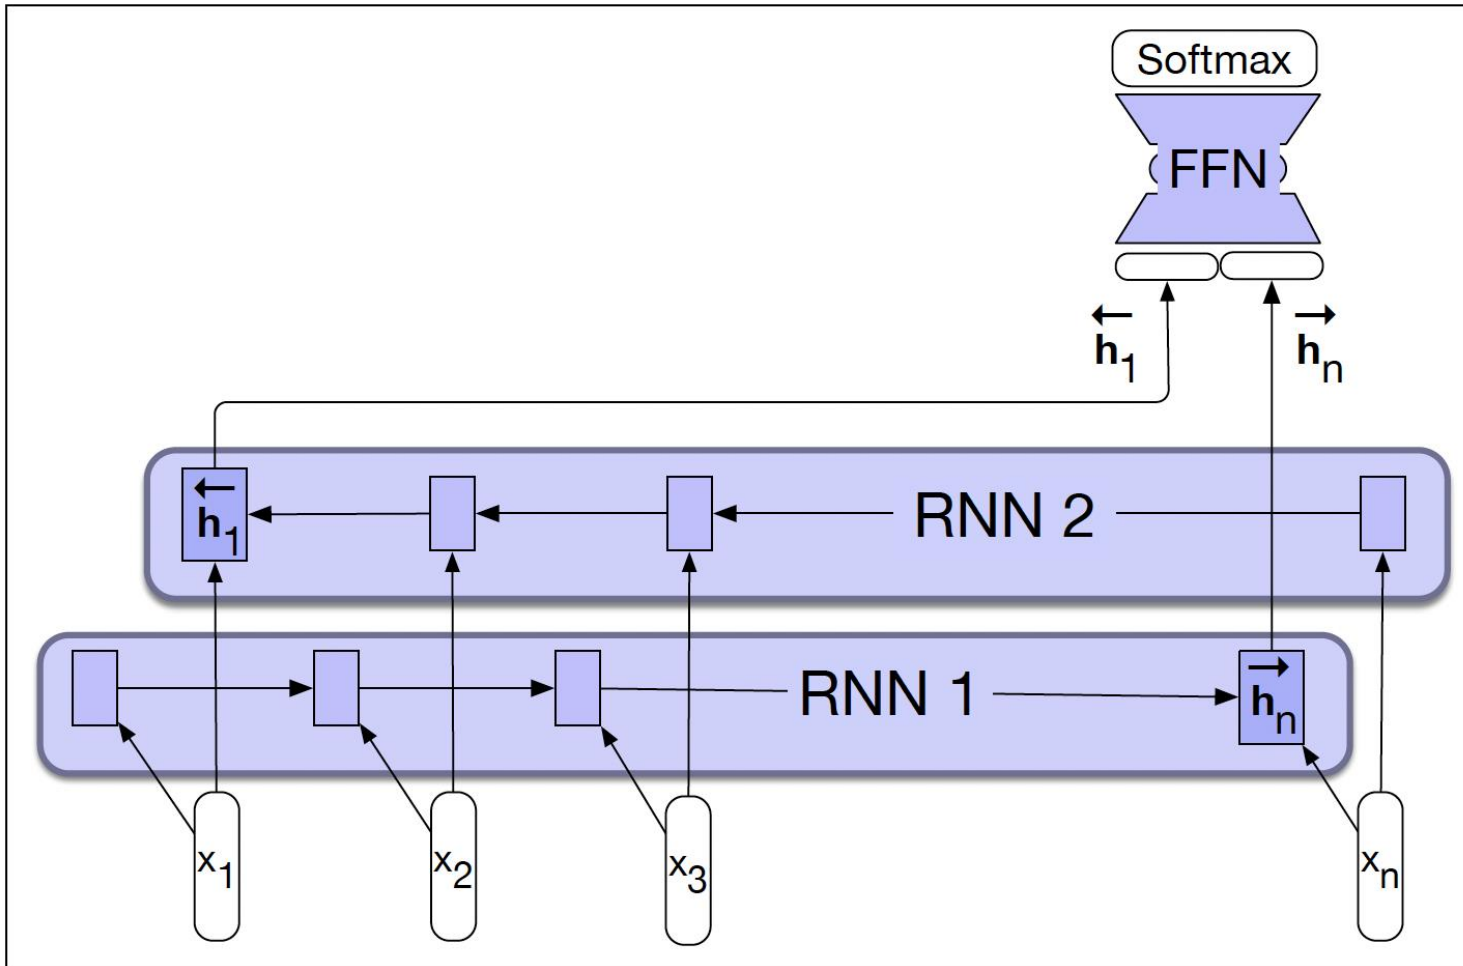 Softmax
FFN
←h₁ →hₙ
←h₁ RNN 2
RNN 1 →hₙ
x₁ x₂ x₃ xₙ